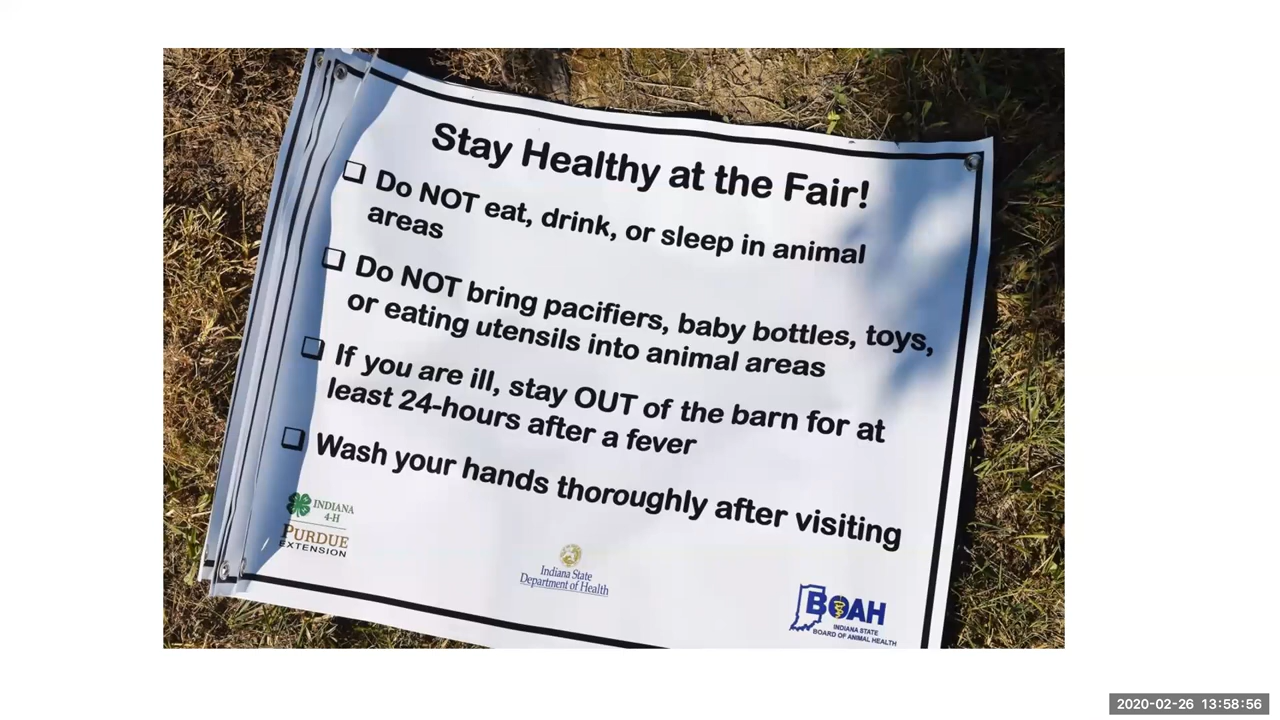 Stay Healthy at the Fair!
❑ Do NOT eat, drink, or sleep in animal
areas
❑ Do NOT bring pacifiers, baby bottles, toys,
or eating utensils into animal areas
❑ If you are ill, stay OUT of the barn for at
least 24-hours after a fever
❑ Wash your hands thoroughly after visiting
INDIANA
4-H
PURDUE
EXTENSION
Indiana State
Department of Health
BOAH
INDIANA STATE
BOARD OF ANIMAL HEALTH
2020-02-26 13:58:56